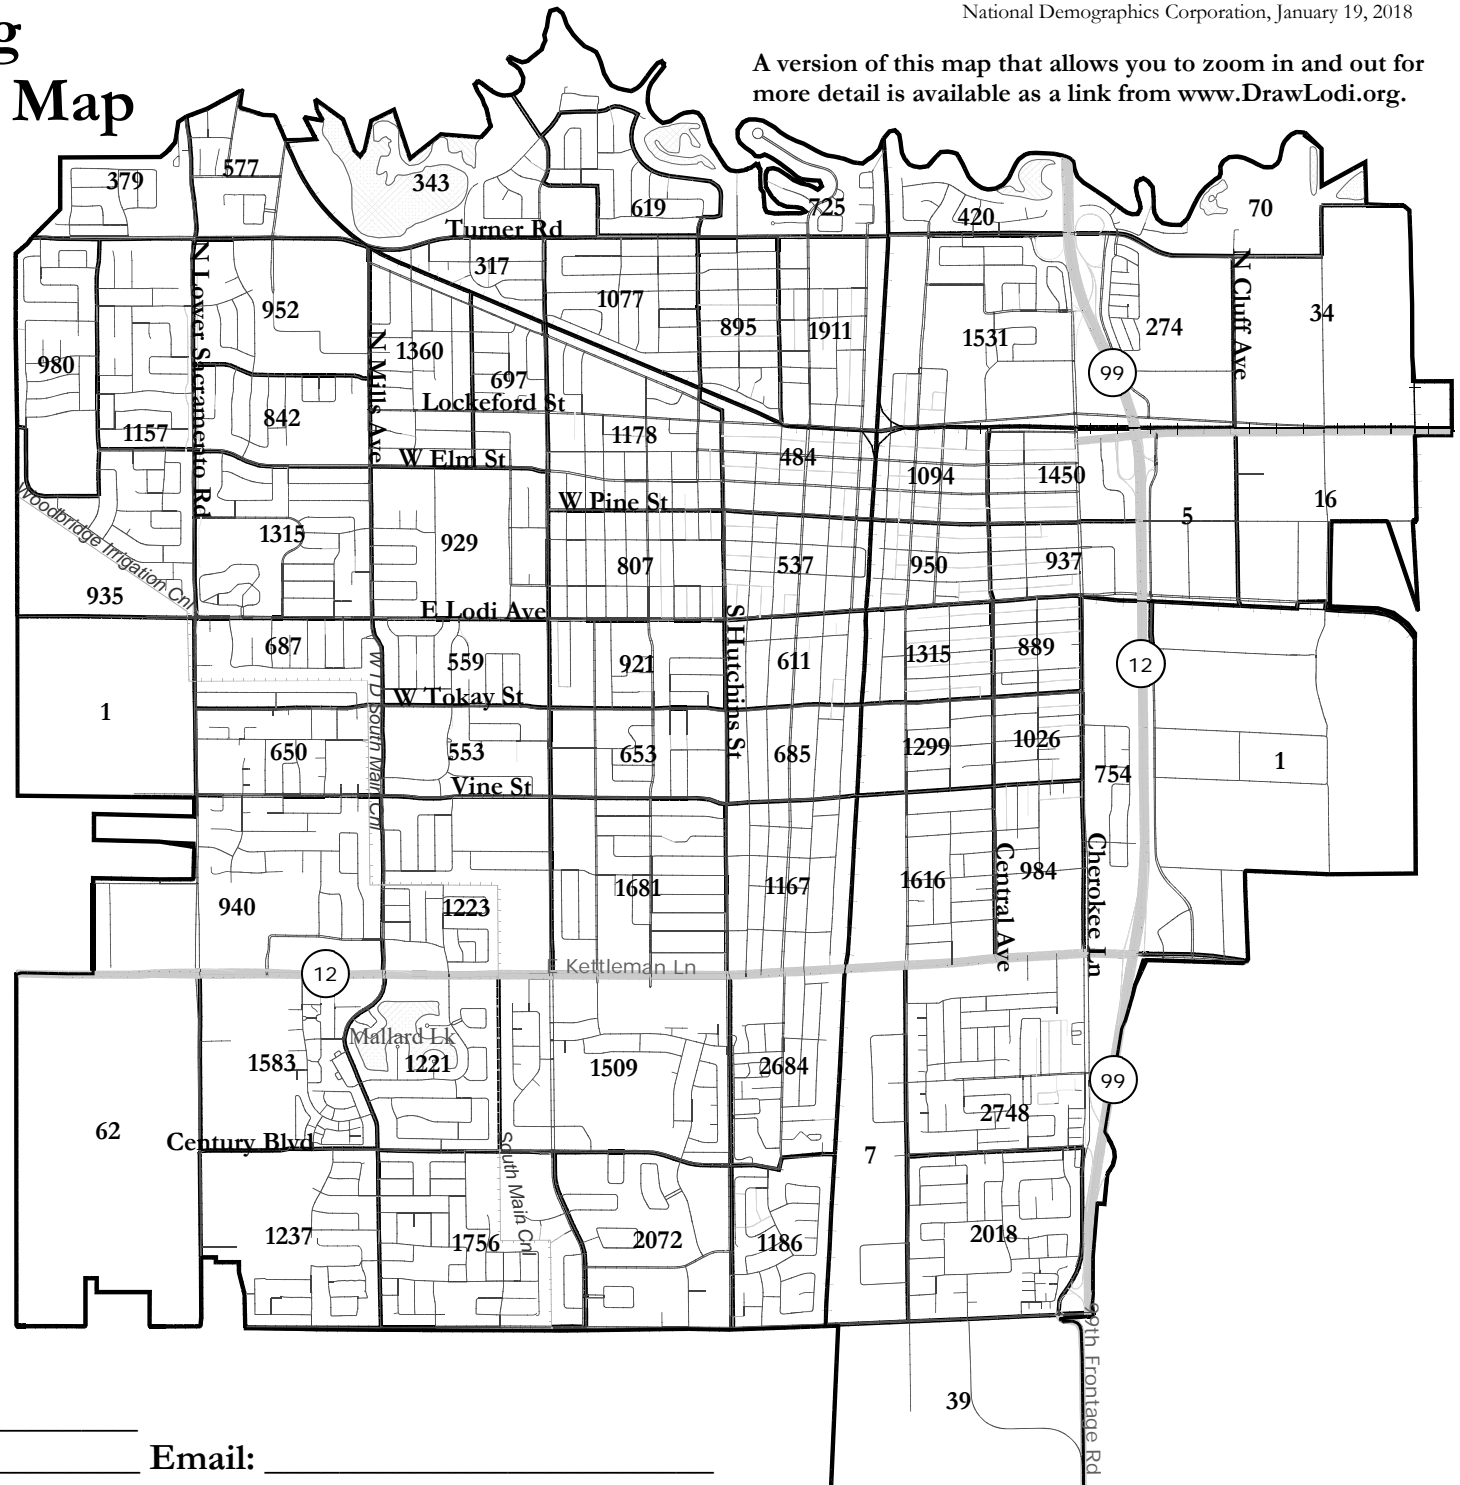 National Demographics Corporation, January 19, 2018
g
Map
A version of this map that allows you to zoom in and out for
more detail is available as a link from www.DrawLodi.org.
379
577
343
619
725
420
70
Turner Rd
317
N Lower Sacramento Rd
952
1077
895
1911
1531
274
N Cluff Ave
34
980
N Mills Ave
1360
697
99
Lockeford St
842
1157
1178
W Elm St
484
1094
1450
W Pine St
16
5
Woodbridge Irrigation Cnl
1315
929
807
537
950
937
935
E Lodi Ave
S Hutchins St
687
559
921
611
1315
889
12
W I D South Main Cnl
W Tokay St
1
650
553
653
685
1299
1026
754
1
Vine St
940
1223
1681
1167
1616
Central Ave
984
Cherokee Ln
12
E Kettleman Ln
Mallard Lk
1583
1221
1509
2684
99
2748
62
Century Blvd
South Main Cnl
7
1237
1756
2072
1186
2018
99th Frontage Rd
39
Email: